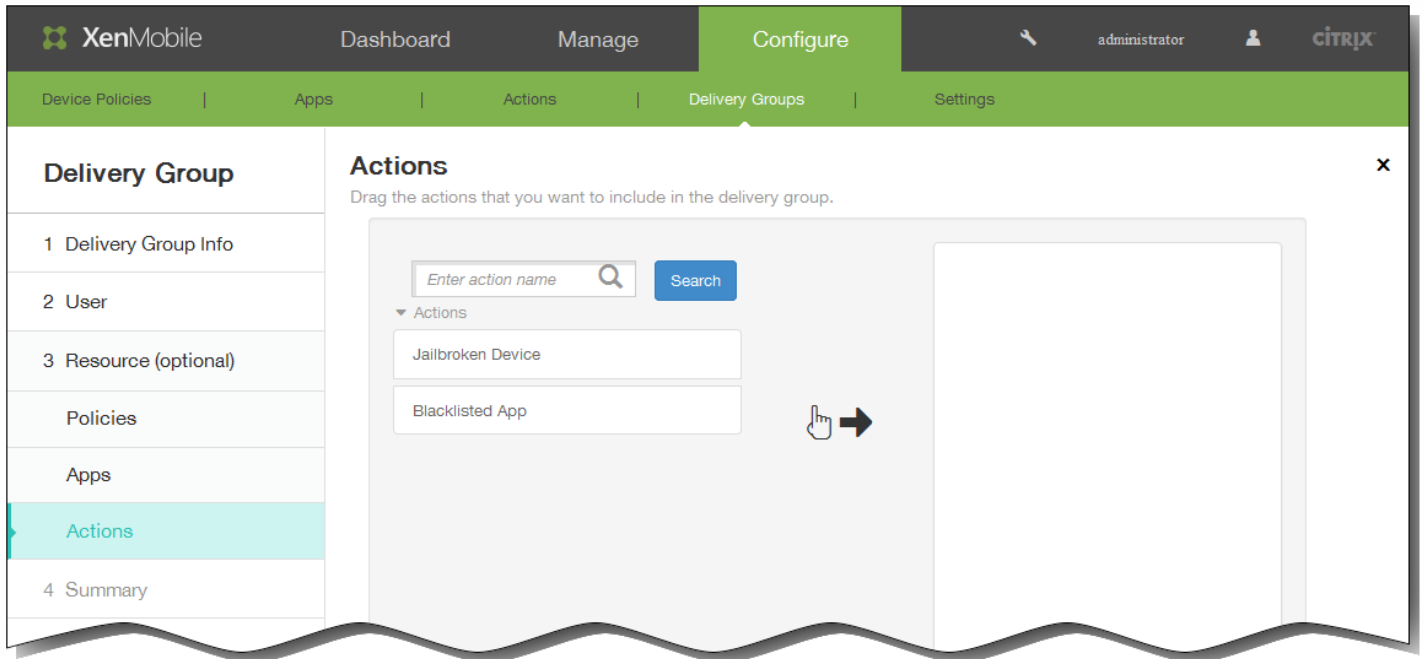 XenMobile Dashboard Manage Configure administrator CİTRIX
Device Policies | Apps | Actions | Delivery Groups | Settings
Delivery Group
1 Delivery Group Info
2 User
3 Resource (optional)
Policies
Apps
Actions
4 Summary
Actions
Drag the actions that you want to include in the delivery group.
Enter action name Search
Actions
Jailbroken Device
Blacklisted App